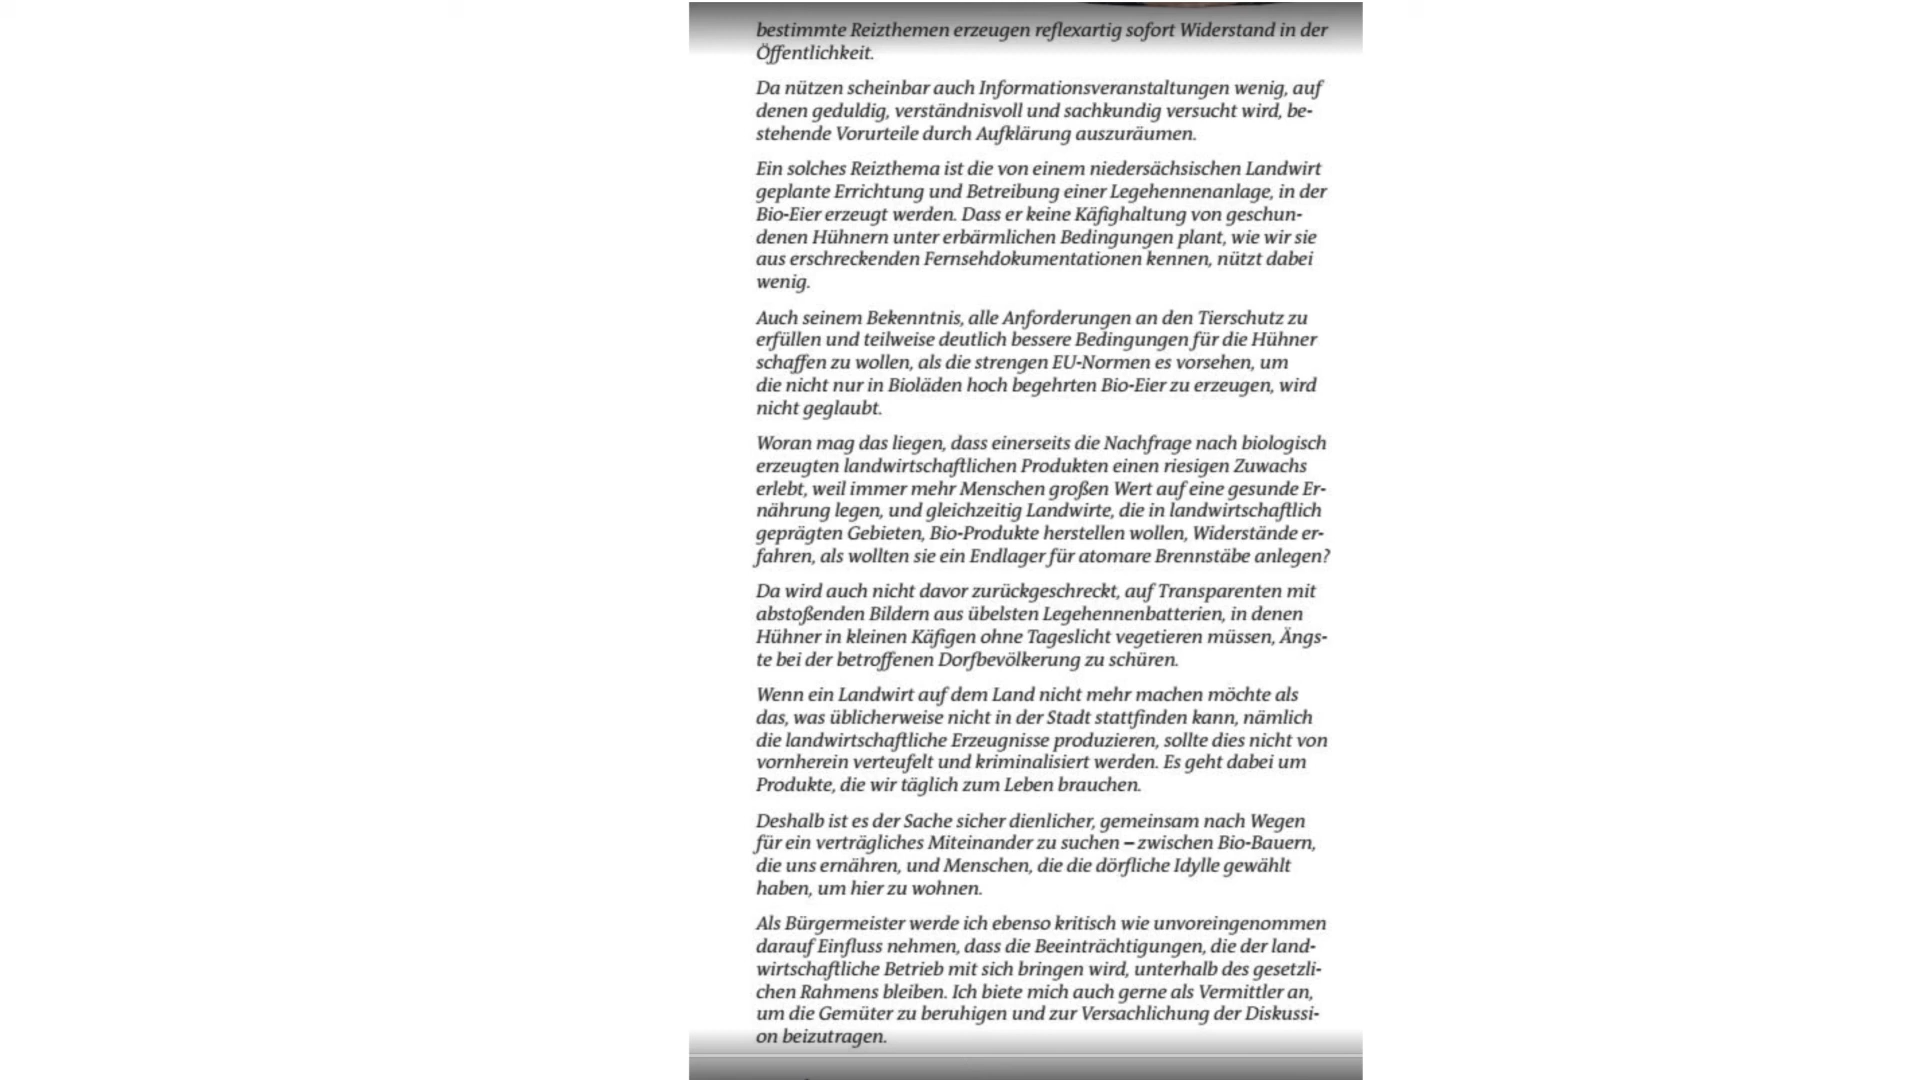 bestimmte Reizthemen erzeugen reflexartig sofort Widerstand in der
Öffentlichkeit.
Da nützen scheinbar auch Informationsveranstaltungen wenig, auf
denen geduldig, verständnisvoll und sachkundig versucht wird, be-
stehende Vorurteile durch Aufklärung auszuräumen.
Ein solches Reizthema ist die von einem niedersächsischen Landwirt
geplante Errichtung und Betreibung einer Legehennenanlage, in der
Bio-Eier erzeugt werden. Dass er keine Käfighaltung von geschun-
denen Hühnern unter erbärmlichen Bedingungen plant, wie wir sie
aus erschreckenden Fernsehdokumentationen kennen, nützt dabei
wenig.
Auch seinem Bekenntnis, alle Anforderungen an den Tierschutz zu
erfüllen und teilweise deutlich bessere Bedingungen für die Hühner
schaffen zu wollen, als die strengen EU-Normen es vorsehen, um
die nicht nur in Bioläden hoch begehrten Bio-Eier zu erzeugen, wird
nicht geglaubt.
Woran mag das liegen, dass einerseits die Nachfrage nach biologisch
erzeugten landwirtschaftlichen Produkten einen riesigen Zuwachs
erlebt, weil immer mehr Menschen großen Wert auf eine gesunde Er-
nährung legen, und gleichzeitig Landwirte, die in landwirtschaftlich
geprägten Gebieten, Bio-Produkte herstellen wollen, Widerstände er-
fahren, als wollten sie ein Endlager für atomare Brennstäbe anlegen?
Da wird auch nicht davor zurückgeschreckt, auf Transparenten mit
abstoßenden Bildern aus übelsten Legehennenbatterien, in denen
Hühner in kleinen Käfigen ohne Tageslicht vegetieren müssen, Ängs-
te bei der betroffenen Dorfbevölkerung zu schüren.
Wenn ein Landwirt auf dem Land nicht mehr machen möchte als
das, was üblicherweise nicht in der Stadt stattfinden kann, nämlich
die landwirtschaftliche Erzeugnisse produzieren, sollte dies nicht von
vornherein verteufelt und kriminalisiert werden. Es geht dabei um
Produkte, die wir täglich zum Leben brauchen.
Deshalb ist es der Sache sicher dienlicher, gemeinsam nach Wegen
für ein verträgliches Miteinander zu suchen – zwischen Bio-Bauern,
die uns ernähren, und Menschen, die die dörfliche Idylle gewählt
haben, um hier zu wohnen.
Als Bürgermeister werde ich ebenso kritisch wie unvoreingenommen
darauf Einfluss nehmen, dass die Beeinträchtigungen, die der land-
wirtschaftliche Betrieb mit sich bringen wird, unterhalb des gesetzli-
chen Rahmens bleiben. Ich biete mich auch gerne als Vermittler an,
um die Gemüter zu beruhigen und zur Versachlichung der Diskussi-
on beizutragen.